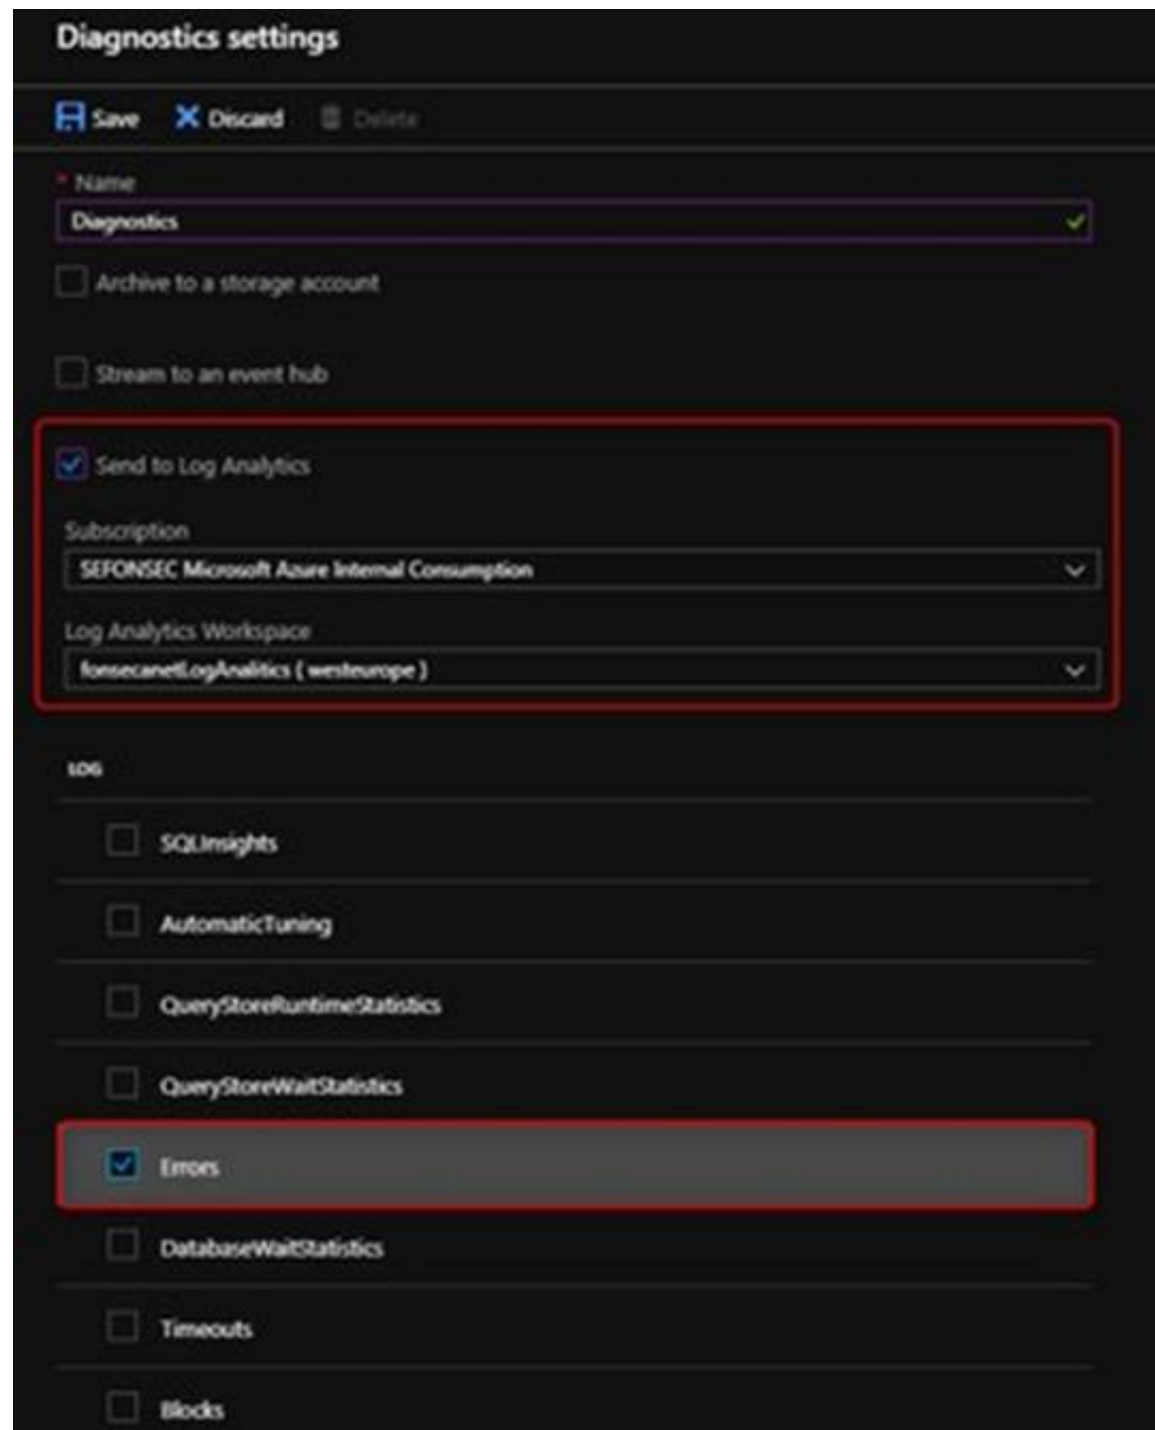 Diagnostics settings
Save Discard Delete
* Name
Diagnostics
Archive to a storage account
Stream to an event hub
Send to Log Analytics
Subscription
SEFONSEC Microsoft Azure Internal Consumption
Log Analytics Workspace
fonsecanetLogAnalitics ( westeurope )
LOG
SQLInsights
AutomaticTuning
QueryStoreRuntimeStatistics
QueryStoreWaitStatistics
Errors
DatabaseWaitStatistics
Timeouts
Blocks